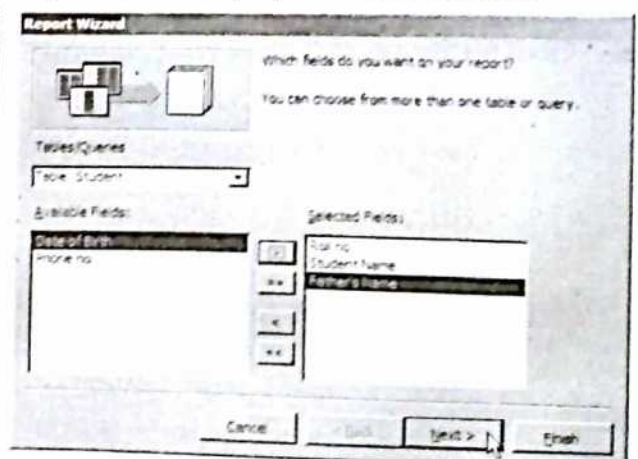 Report Wizard
Which fields do you want on your report?
You can choose from more than one table or query.
Tables/Queries
Table: Student
Available Fields:
Selected Fields:
Date of Birth
Phone no
Roll no
Student Name
Father's Name
>
>>
<
<<
Cancel
< Back
Next >
Finish